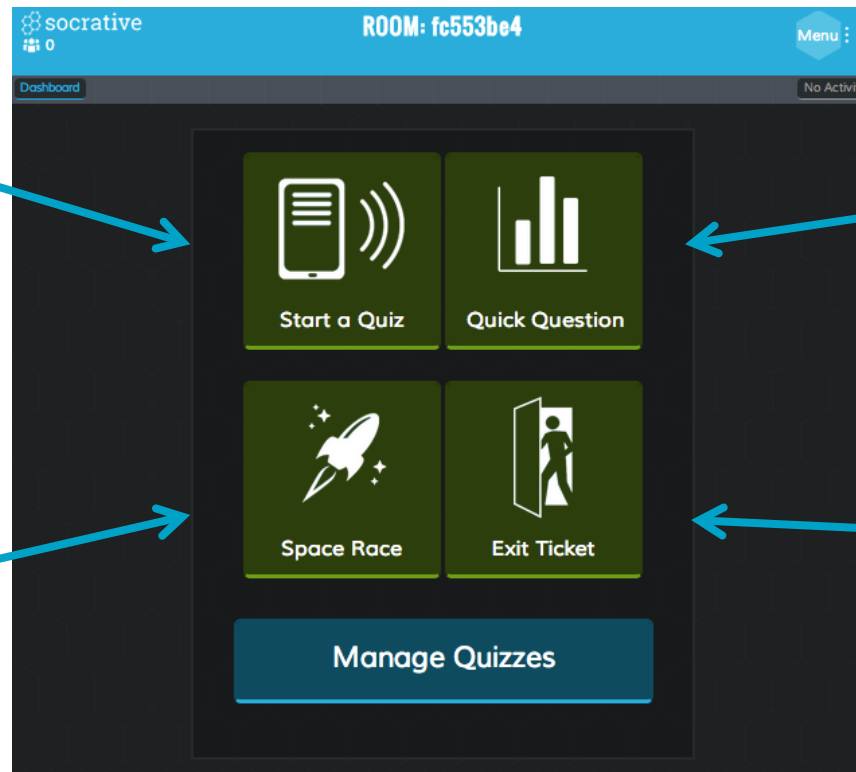 socrative
ROOM: fc553be4
Menu
0
Dashboard
No Activi
Start a Quiz
Quick Question
Space Race
Exit Ticket
Manage Quizzes